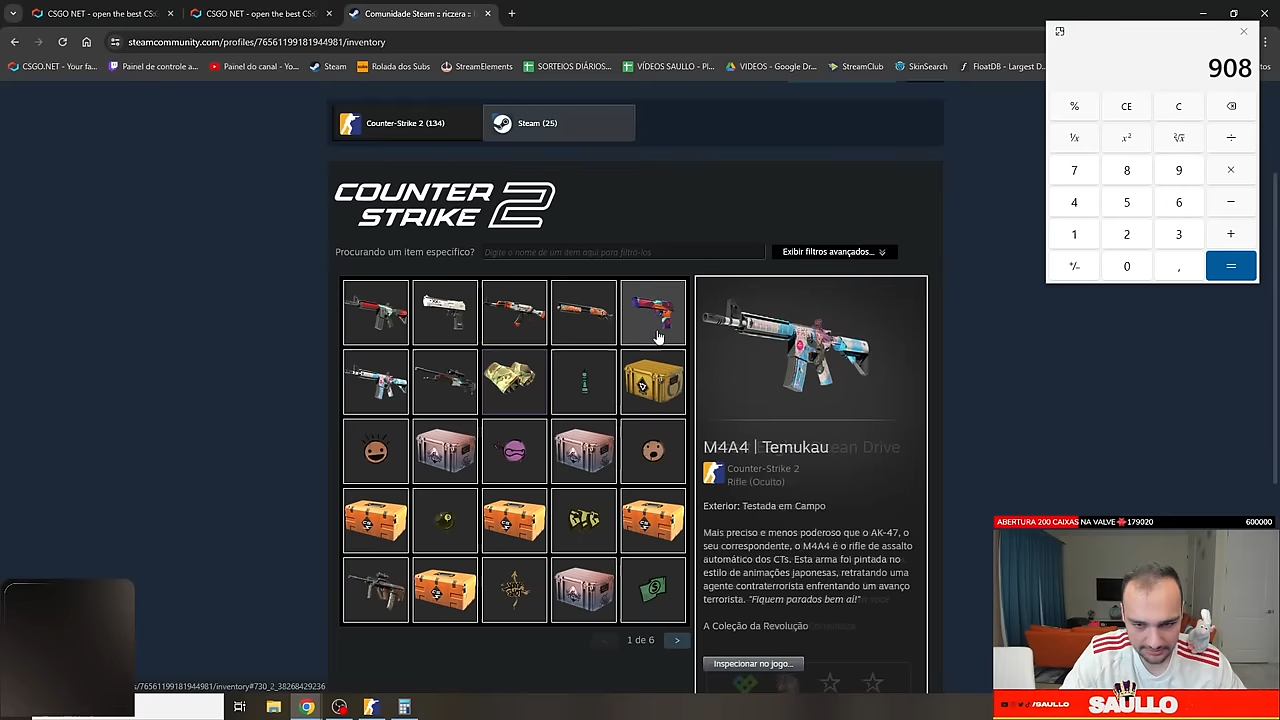 CSGO NET - open the best CS:G
CSGO NET - open the best CS:
Comunidade Steam :: riczera ::
steamcommunity.com/profiles/76561199181944981/inventory
CSGO.NET - Your fa...
Painel de controle a...
Painel do canal - Yo...
Steam
Rolada dos Subs
StreamElements
SORTEIOS DIÁRIOS...
VÍDEOS SAULLO - Pl...
VIDEOS - Google Dr...
StreamClub
SkinSearch
FloatDB - Largest D...
908
% CE C
7 8 9 ×
4 5 6 −
1 2 3 +
+/− 0 , =
Counter-Strike 2 (134)
Steam (25)
COUNTER
STRIKE 2
Procurando um item específico?
Digite o nome de um item aqui para filtrá-los
Exibir filtros avançados...
M4A4 | Temukau
Counter-Strike 2
Rifle (Oculto)
Exterior: Testada em Campo
Mais preciso e menos poderoso que o AK-47, o
seu correspondente, o M4A4 é o rifle de assalto
automático dos CTs. Esta arma foi pintada no
estilo de animações japonesas, retratando uma
agente contraterrorista enfrentando um avanço
terrorista. "Fiquem parados bem aí!"
A Coleção da Revolução
Inspecionar no jogo...
1 de 6 >
s/76561199181944981/inventory#730_2_38268429236
ABERTURA 200 CAIXAS NA VALVE 179020
600000
/SAULLO
SAULLO